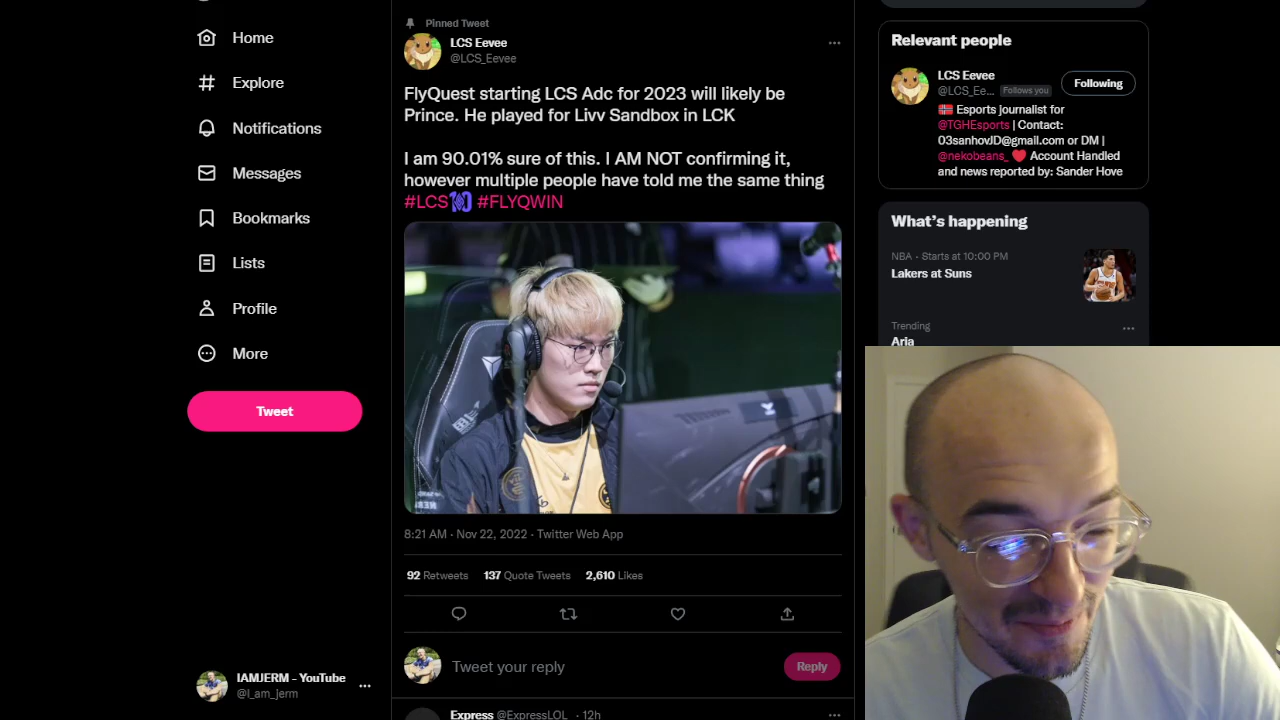 Home
Explore
Notifications
Messages
Bookmarks
Lists
Profile
More
Tweet
IAMJERM - YouTube
@I_am_jerm
Pinned Tweet
LCS Eevee
@LCS_Eevee
FlyQuest starting LCS Adc for 2023 will likely be
Prince. He played for Livv Sandbox in LCK
I am 90.01% sure of this. I AM NOT confirming it,
however multiple people have told me the same thing
#LCS #FLYQWIN
8:21 AM · Nov 22, 2022 · Twitter Web App
92 Retweets 137 Quote Tweets 2,610 Likes
Tweet your reply
Reply
Express @ExpressLOL · 12h
Relevant people
LCS Eevee
@LCS_Ee... Follows you
Following
Esports journalist for
@TGHEsports | Contact:
03sanhovJD@gmail.com or DM |
@nekobeans_ Account Handled
and news reported by: Sander Hove
What's happening
NBA · Starts at 10:00 PM
Lakers at Suns
Trending
Aria